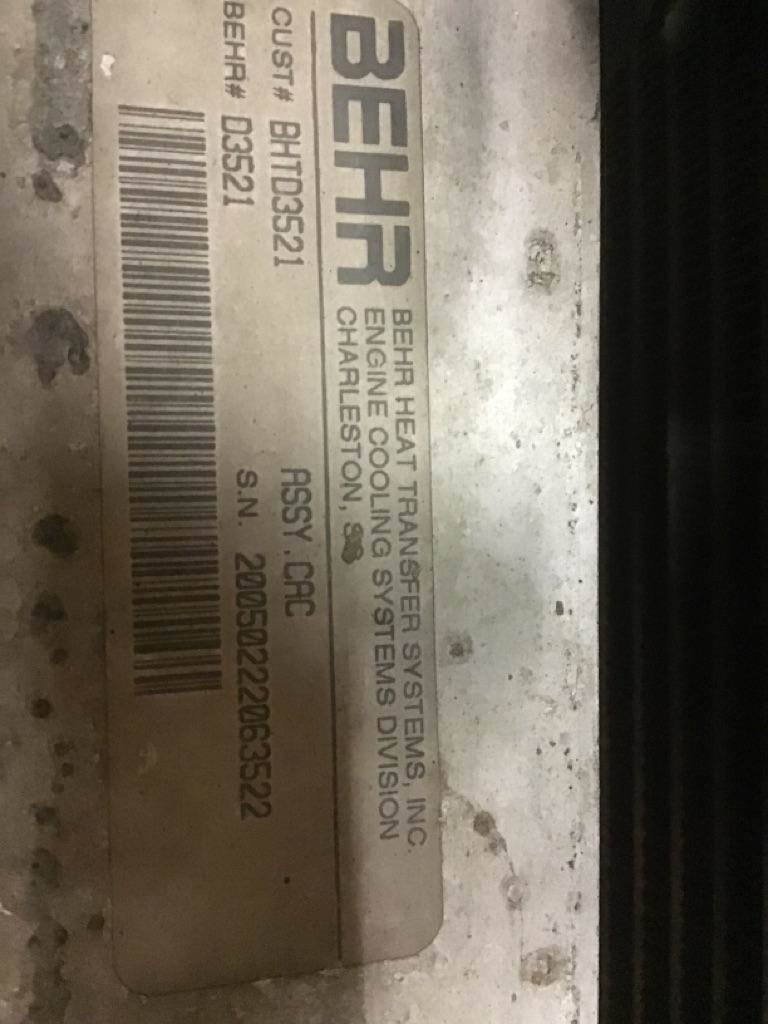 BEHR
BEHR HEAT TRANSFER SYSTEMS, INC.
ENGINE COOLING SYSTEMS DIVISION
CHARLESTON,
CUST# BHTD3521
ASSY.CAC
BEHR# D3521
S.N. 20050222063522